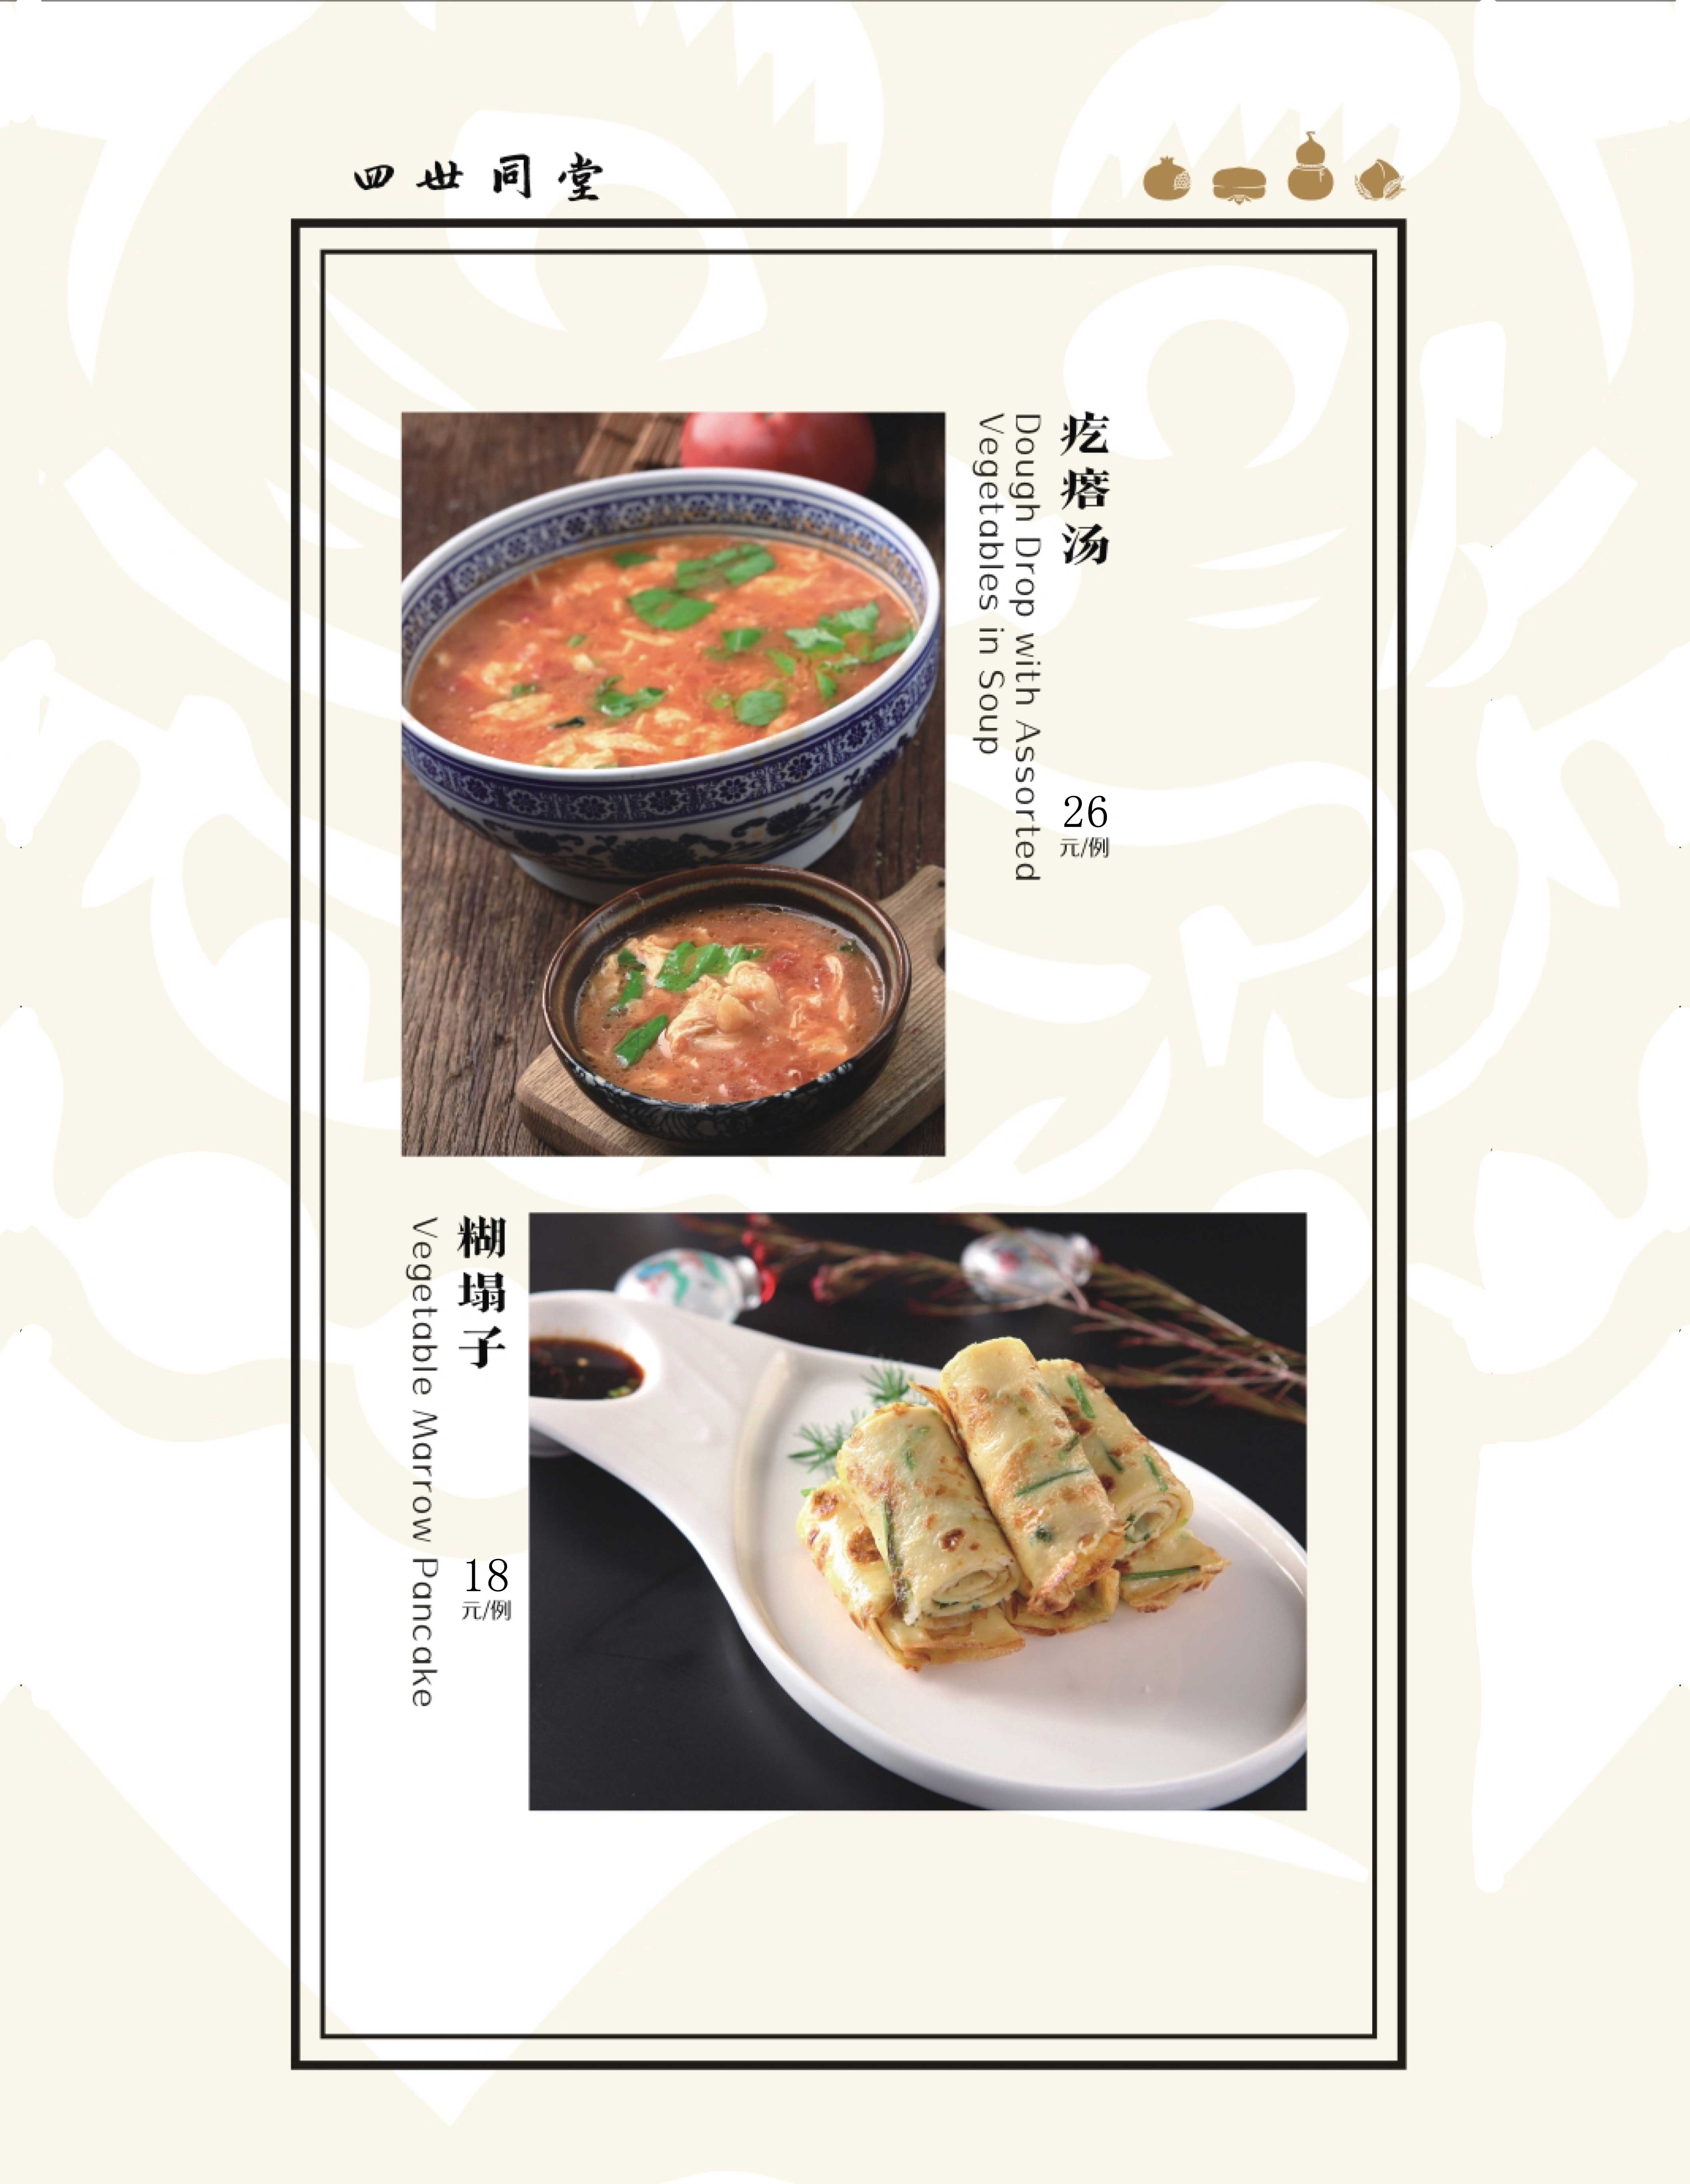 四世同堂
疙瘩汤
Dough Drop with Assorted
Vegetables in Soup
26
元/例
糊塌子
Vegetable Marrow Pancake
18
元/例